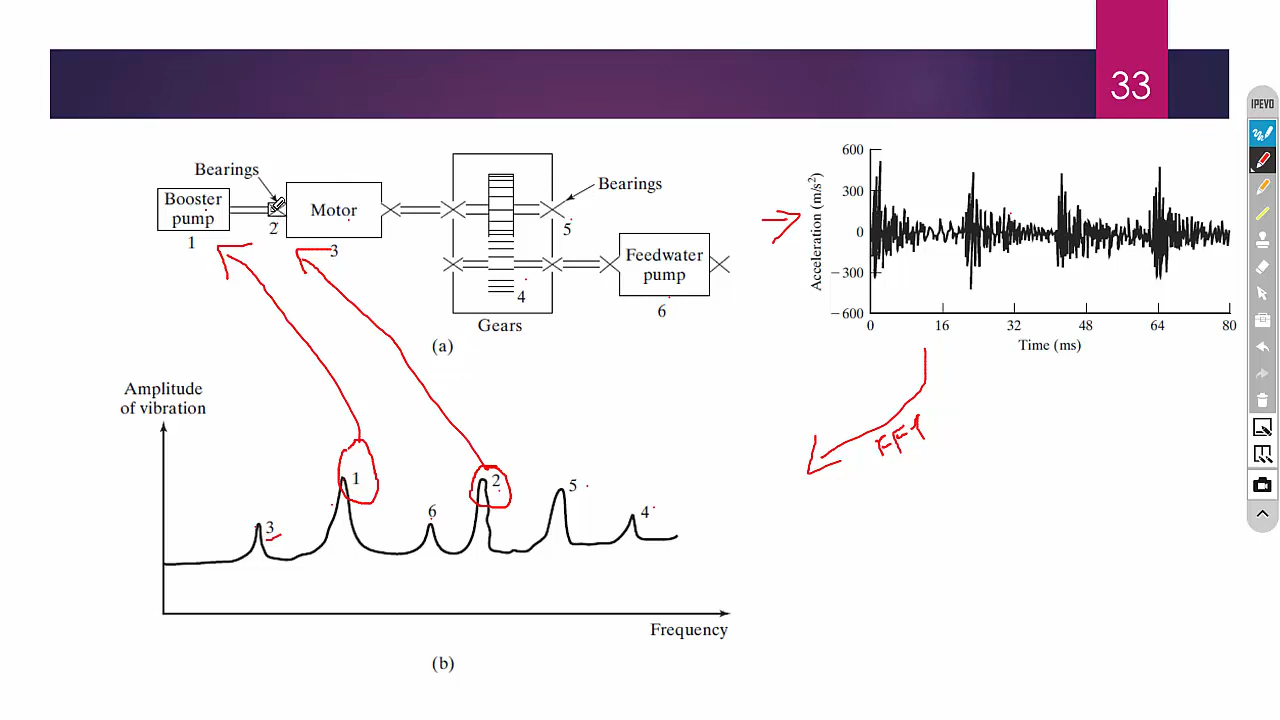 33
IPEVO
Bearings
Booster
pump
1
2
Motor
3
Bearings
5
4
Gears
Feedwater
pump
6
(a)
Acceleration (m/s²)
600
300
0
−300
−600
0 16 32 48 64 80
Time (ms)
FFT
Amplitude
of vibration
3
1
6
2
5
4
Frequency
(b)